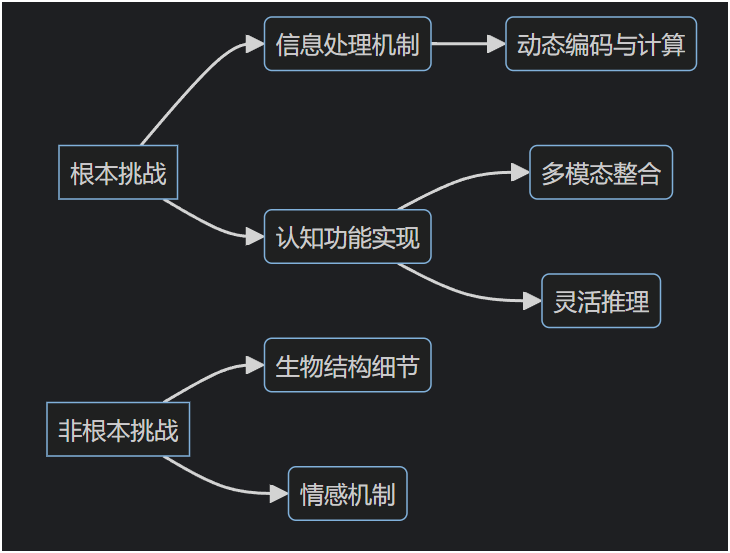 信息处理机制
动态编码与计算
根本挑战
多模态整合
认知功能实现
灵活推理
生物结构细节
非根本挑战
情感机制